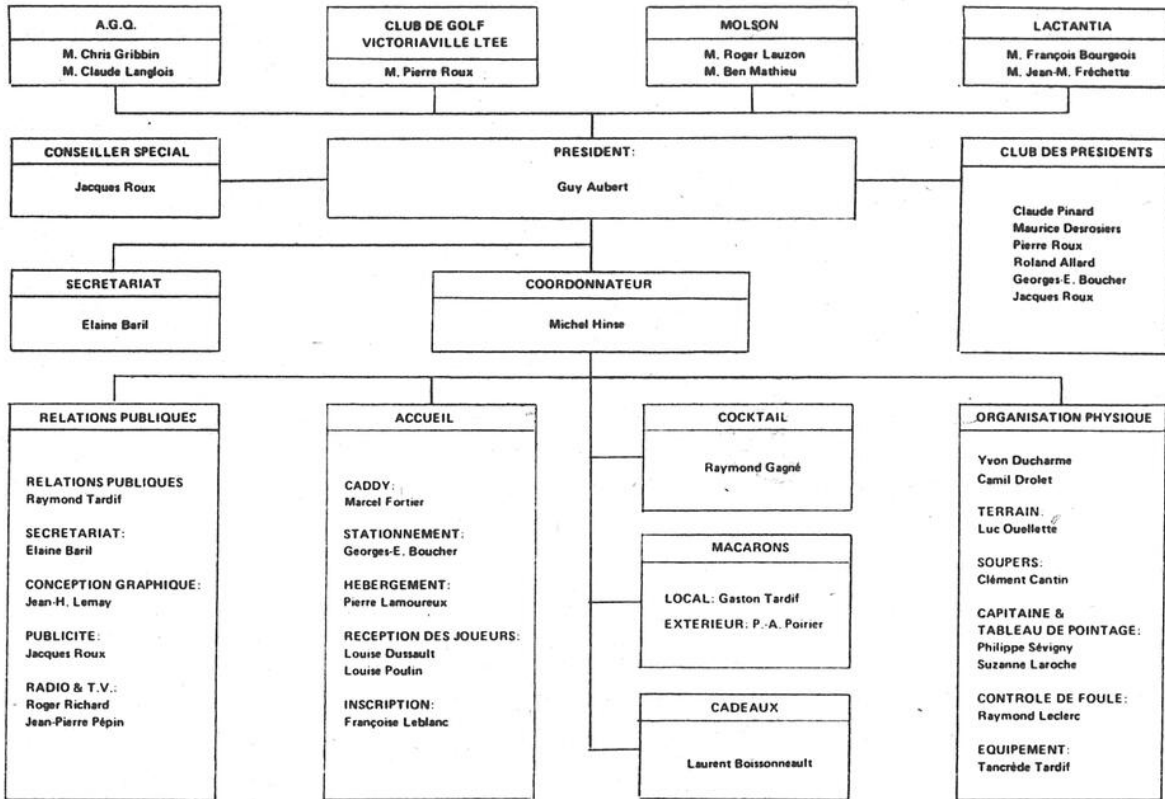 A.G.Q.
M. Chris Gribbin
M. Claude Langlois
CLUB DE GOLF
VICTORIAVILLE LTEE
M. Pierre Roux
MOLSON
M. Roger Lauzon
M. Ben Mathieu
LACTANTIA
M. François Bourgeois
M. Jean-M. Fréchette
CONSEILLER SPECIAL
Jacques Roux
PRESIDENT:
Guy Aubert
CLUB DES PRESIDENTS
Claude Pinard
Maurice Desrosiers
Pierre Roux
Roland Allard
Georges-E. Boucher
Jacques Roux
SECRETARIAT
Elaine Baril
COORDONNATEUR
Michel Hinse
RELATIONS PUBLIQUES
RELATIONS PUBLIQUES
Raymond Tardif
SECRETARIAT:
Elaine Baril
CONCEPTION GRAPHIQUE:
Jean-H. Lemay
PUBLICITE:
Jacques Roux
RADIO & T.V.:
Roger Richard
Jean-Pierre Pépin
ACCUEIL
CADDY:
Marcel Fortier
STATIONNEMENT:
Georges-E. Boucher
HEBERGEMENT:
Pierre Lamoureux
RECEPTION DES JOUEURS:
Louise Dussault
Louise Poulin
INSCRIPTION:
Françoise Leblanc
COCKTAIL
Raymond Gagné
MACARONS
LOCAL: Gaston Tardif
EXTERIEUR: P.-A. Poirier
CADEAUX
Laurent Boissonneault
ORGANISATION PHYSIQUE
Yvon Ducharme
Camil Drolet
TERRAIN:
Luc Ouellette
SOUPERS:
Clément Cantin
CAPITAINE &
TABLEAU DE POINTAGE:
Philippe Sévigny
Suzanne Laroche
CONTROLE DE FOULE:
Raymond Leclerc
EQUIPEMENT:
Tancrède Tardif